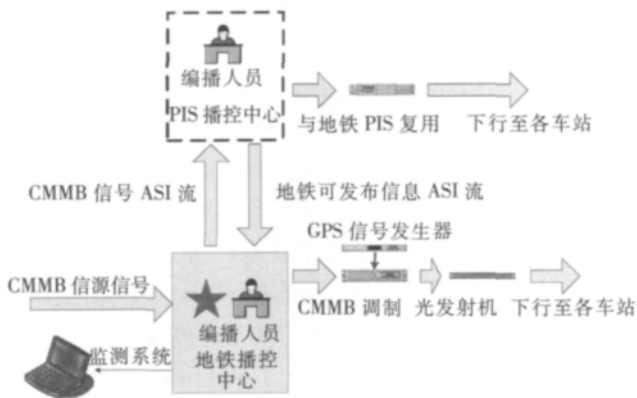 编播人员
PIS 播控中心
与地铁 PIS 复用
下行至各车站
CMMB 信号 ASI 流
地铁可发布信息 ASI 流
GPS 信号发生器
CMMB 信源信号
CMMB 调制
光发射机
下行至各车站
编播人员
地铁播控
中心
监测系统